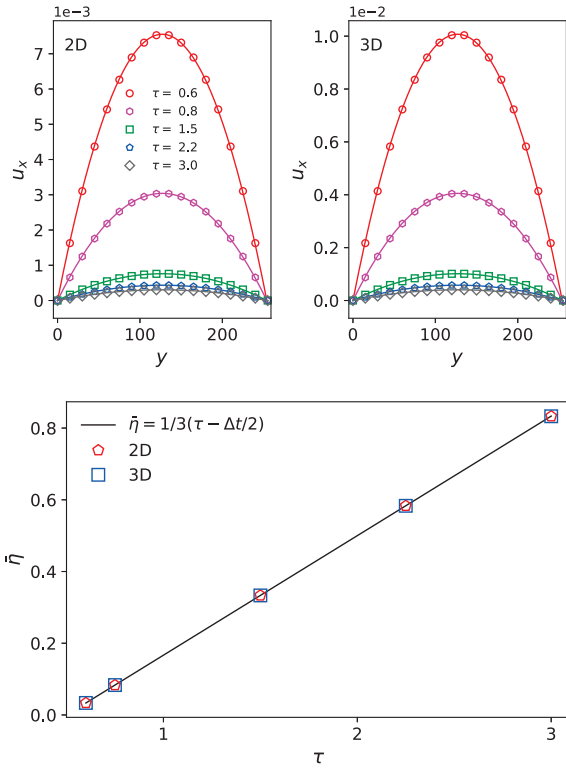 1e−3
1e−2
2D
3D
7
6
5
4
3
2
1
0
u_x
τ = 0.6
τ = 0.8
τ = 1.5
τ = 2.2
τ = 3.0
0 100 200
y
1.0
0.8
0.6
0.4
0.2
0.0
u_x
0 100 200
y
η̄ = 1/3(τ − Δt/2)
2D
3D
0.8
0.6
0.4
0.2
0.0
η̄
1 2 3
τ